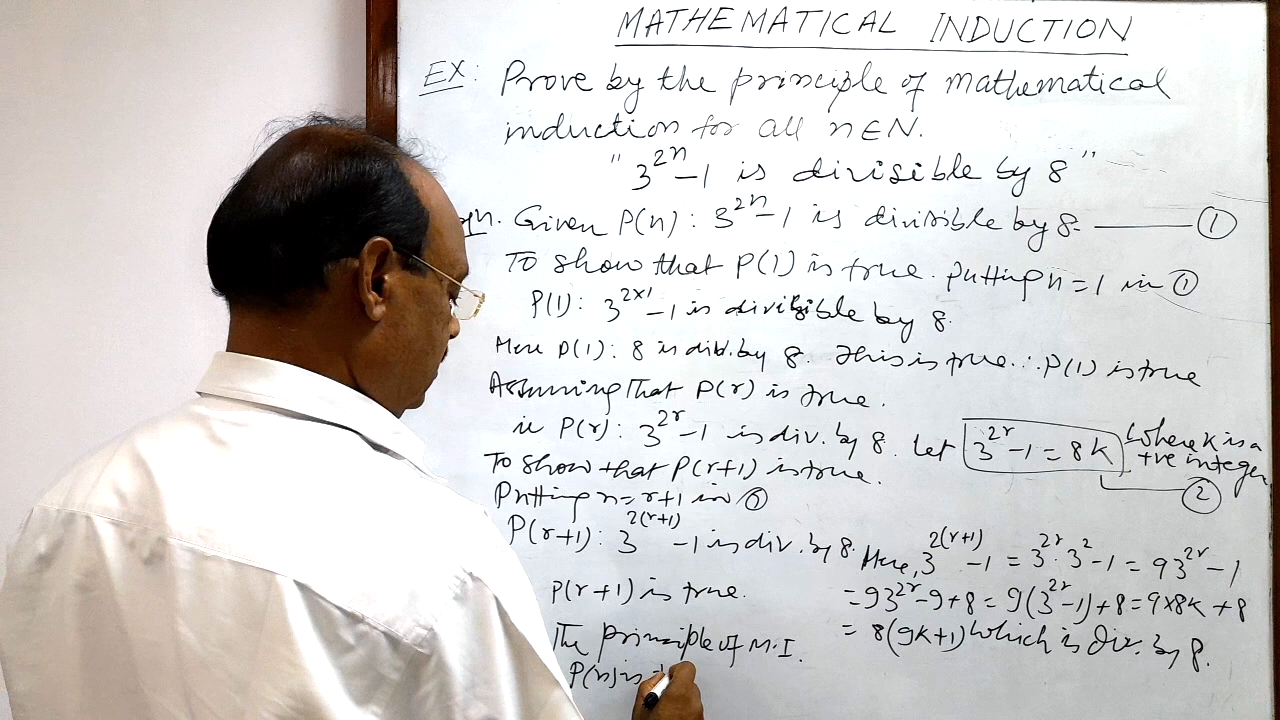 MATHEMATICAL INDUCTION
EX: Prove by the principle of mathematical
induction for all n∈N.
"3^{2n}-1 is divisible by 8"
Given P(n): 3^{2n}-1 is divisible by 8. ——— ①
To show that P(1) is true. Putting n=1 in ①
P(1): 3^{2×1}-1 is divisible by 8.
Here P(1): 8 is div. by 8. This is true. ∴ P(1) is true
Assuming that P(r) is true.
ie P(r): 3^{2r}-1 is div. by 8. Let 3^{2r}-1 = 8k where k is a +ve integer ②
To show that P(r+1) is true.
Putting n=r+1 in ①
P(r+1): 3^{2(r+1)}-1 is div. by 8. Here, 3^{2(r+1)}-1 = 3^{2r}.3^2-1 = 93^{2r}-1
= 93^{2r}-9+8 = 9(3^{2r}-1)+8 = 9×8k+8
= 8(9k+1) which is div. by 8.
P(r+1) is true.
The principle of M.I.
P(n) is